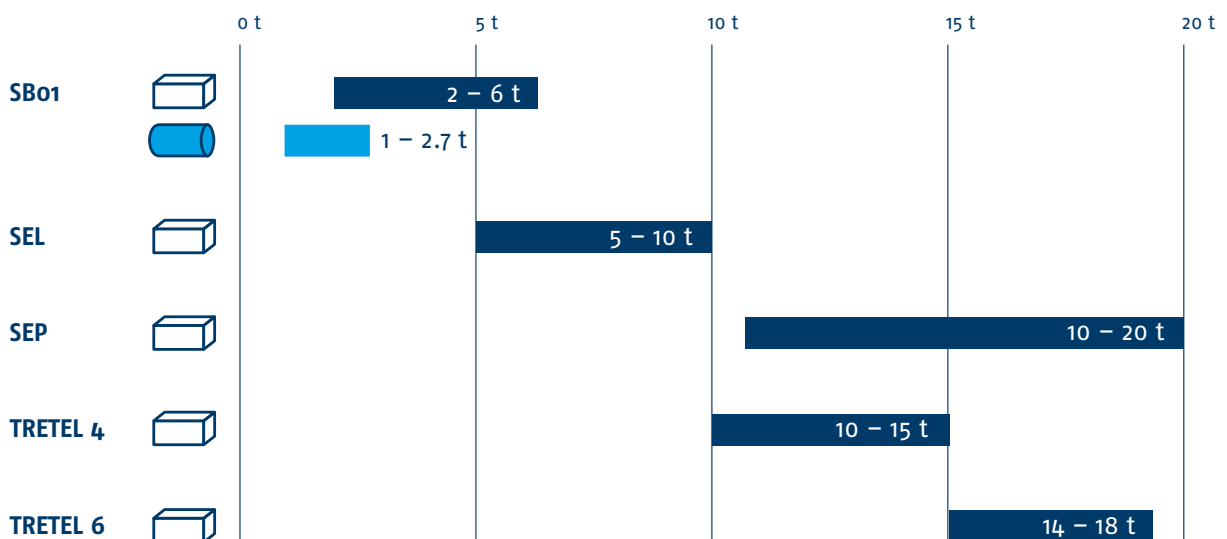 0 t 5 t 10 t 15 t 20 t
SB01 2 – 6 t
1 – 2.7 t
SEL 5 – 10 t
SEP 10 – 20 t
TRETEL 4 10 – 15 t
TRETEL 6 14 – 18 t